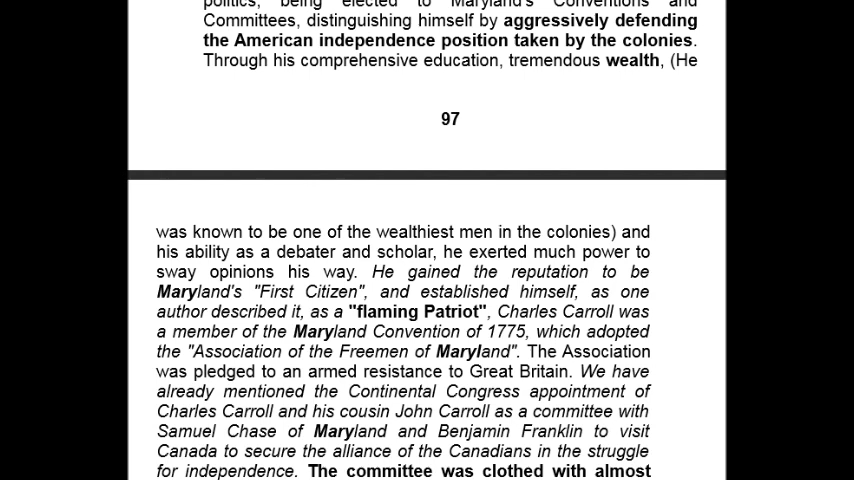 politics, being elected to Maryland's Conventions and
Committees, distinguishing himself by aggressively defending
the American independence position taken by the colonies.
Through his comprehensive education, tremendous wealth, (He
97
was known to be one of the wealthiest men in the colonies) and
his ability as a debater and scholar, he exerted much power to
sway opinions his way. He gained the reputation to be
Maryland's "First Citizen", and established himself, as one
author described it, as a "flaming Patriot", Charles Carroll was
a member of the Maryland Convention of 1775, which adopted
the "Association of the Freemen of Maryland". The Association
was pledged to an armed resistance to Great Britain. We have
already mentioned the Continental Congress appointment of
Charles Carroll and his cousin John Carroll as a committee with
Samuel Chase of Maryland and Benjamin Franklin to visit
Canada to secure the alliance of the Canadians in the struggle
for independence. The committee was clothed with almost